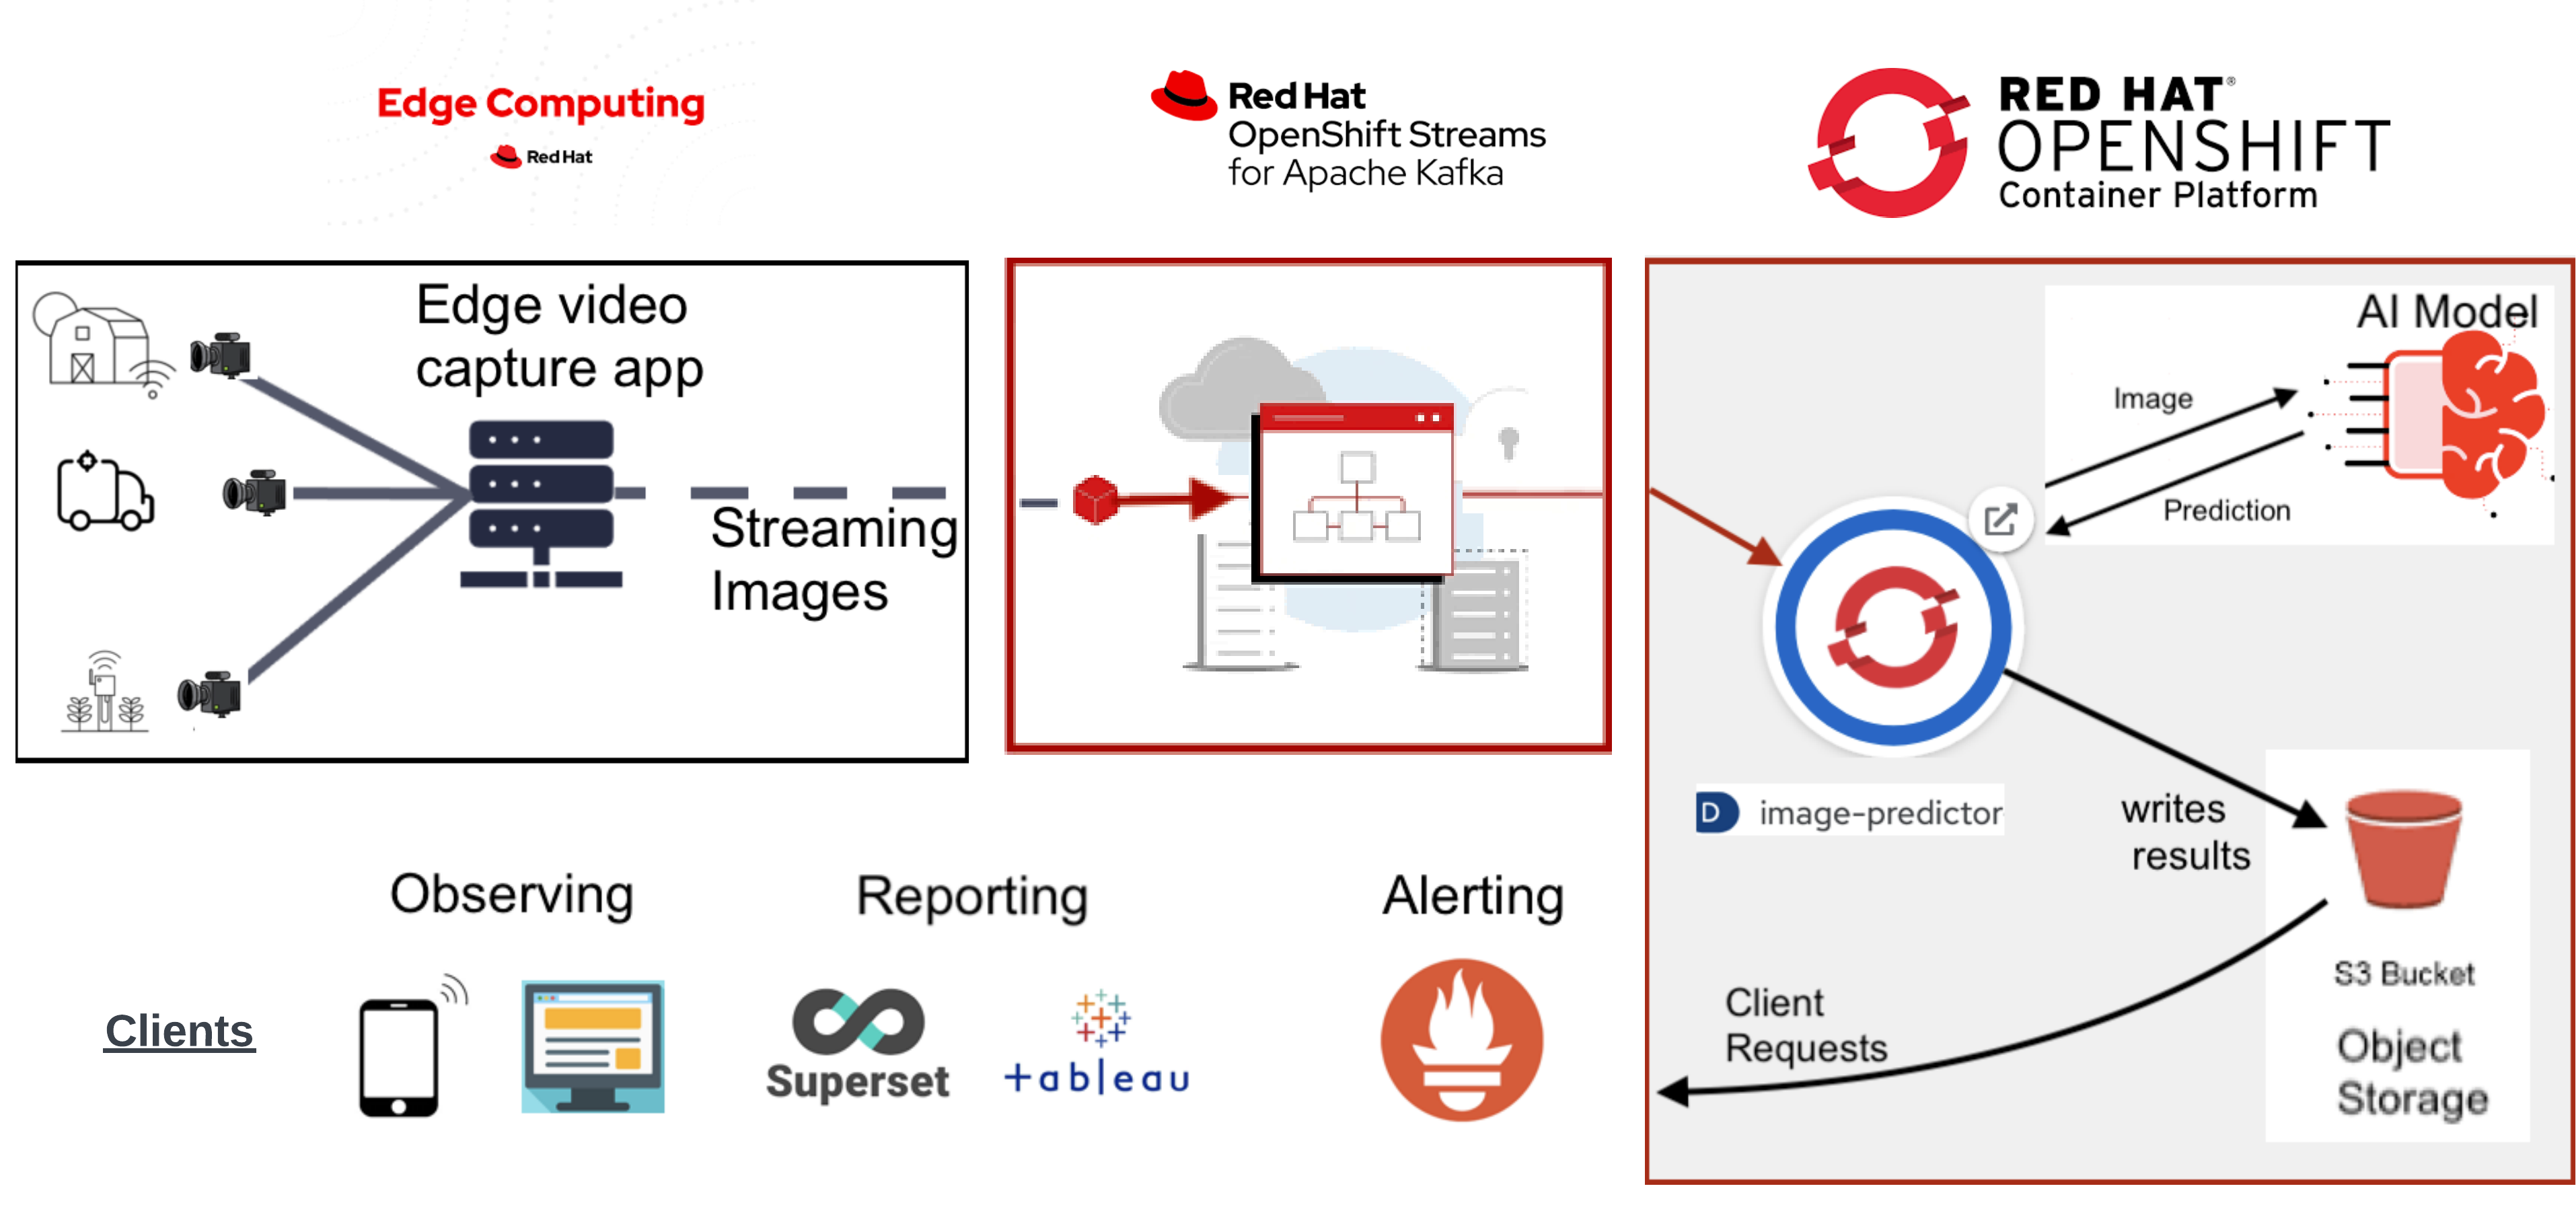 Edge Computing
Red Hat
Red Hat
OpenShift Streams
for Apache Kafka
RED HAT®
OPENSHIFT
Container Platform
Edge video
capture app
Streaming
Images
AI Model
Image
Prediction
D image-predictor
writes
results
S3 Bucket
Object
Storage
Client
Requests
Observing
Reporting
Alerting
Clients
Superset
+ableau